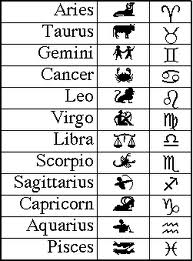 Aries ♈
Taurus ♉
Gemini ♊
Cancer ♋
Leo ♌
Virgo ♍
Libra ♎
Scorpio ♏
Sagittarius ♐
Capricorn ♑
Aquarius ♒
Pisces ♓